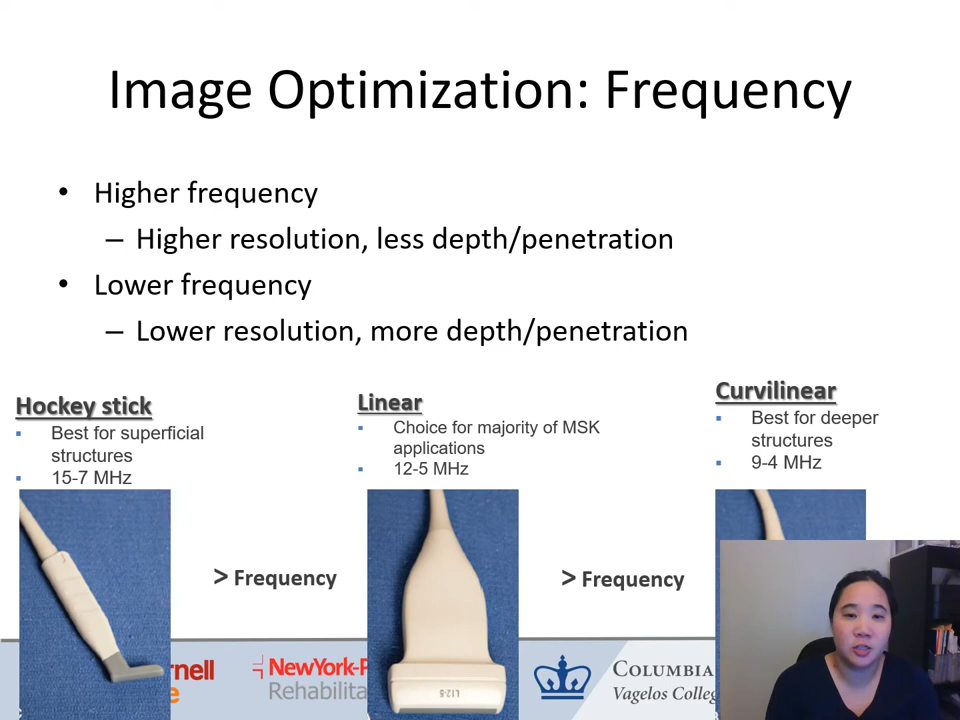 Image Optimization: Frequency
• Higher frequency
– Higher resolution, less depth/penetration
• Lower frequency
– Lower resolution, more depth/penetration
Hockey stick
▪ Best for superficial
structures
▪ 15-7 MHz
Linear
▪ Choice for majority of MSK
applications
▪ 12-5 MHz
Curvilinear
▪ Best for deeper
structures
▪ 9-4 MHz
> Frequency
> Frequency
L12-5
rnell
e
NewYork-P
Rehabilita
COLUMBIA
Vagelos Colleg